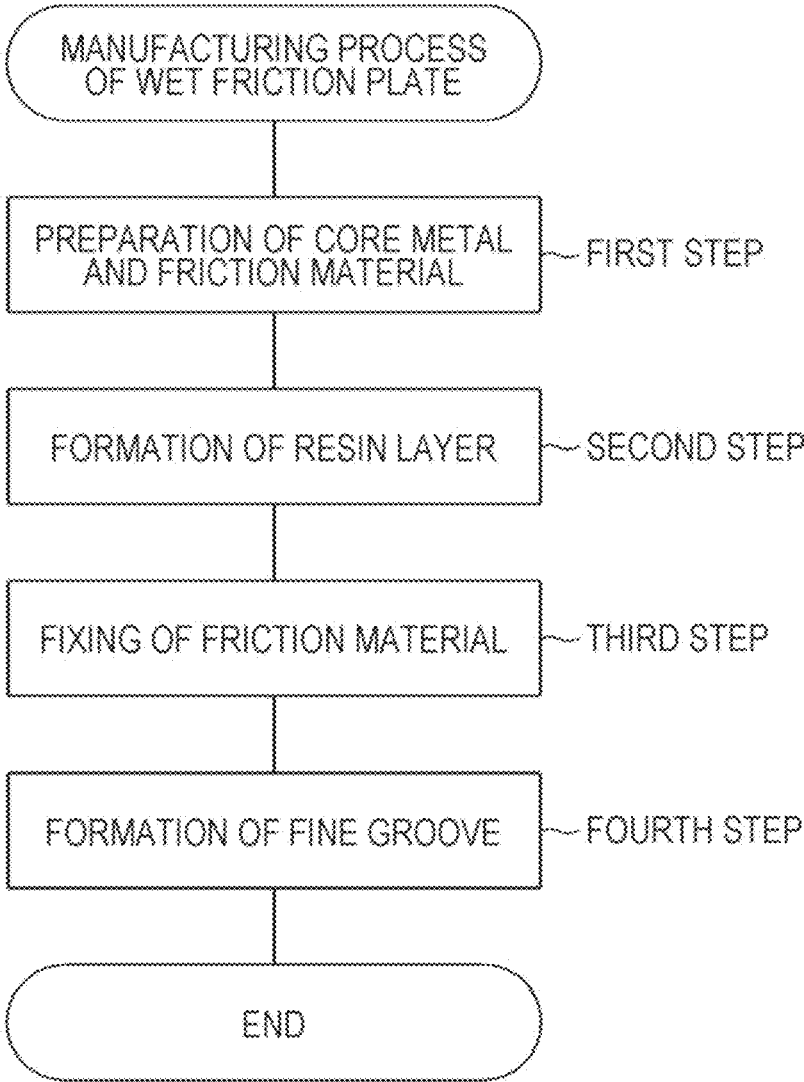 MANUFACTURING PROCESS
OF WET FRICTION PLATE
PREPARATION OF CORE METAL
AND FRICTION MATERIAL
FIRST STEP
FORMATION OF RESIN LAYER
SECOND STEP
FIXING OF FRICTION MATERIAL
THIRD STEP
FORMATION OF FINE GROOVE
FOURTH STEP
END